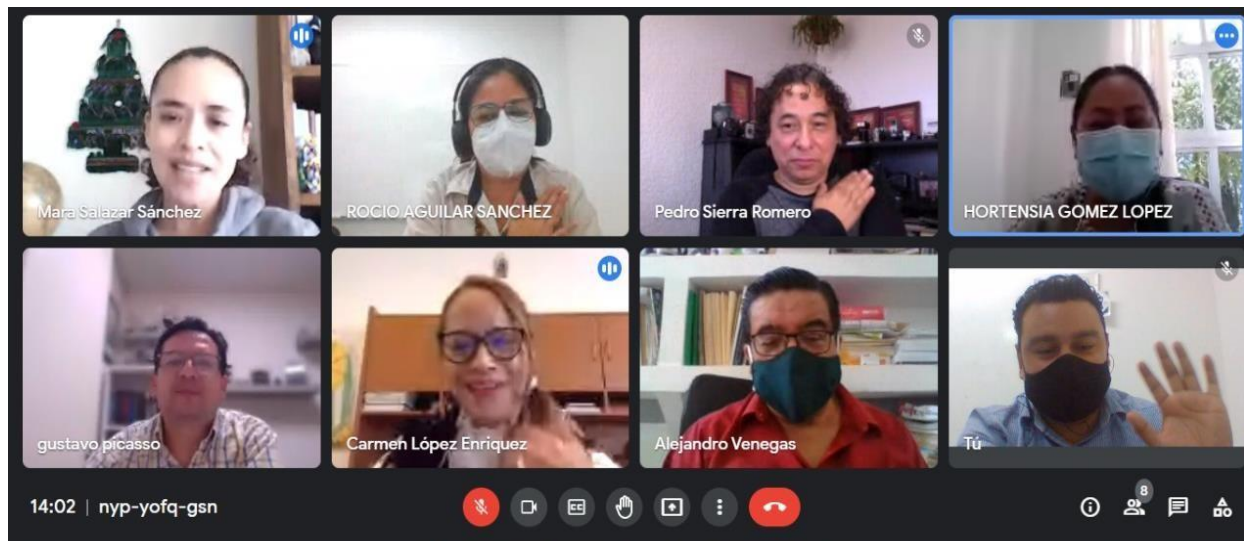 Mara Salazar Sánchez
ROCIO AGUILAR SANCHEZ
Pedro Sierra Romero
HORTENSIA GOMEZ LOPEZ
gustavo picasso
Carmen López Enriquez
Alejandro Venegas
Tú
14:02 | nyp-yofq-gsn
CC
8